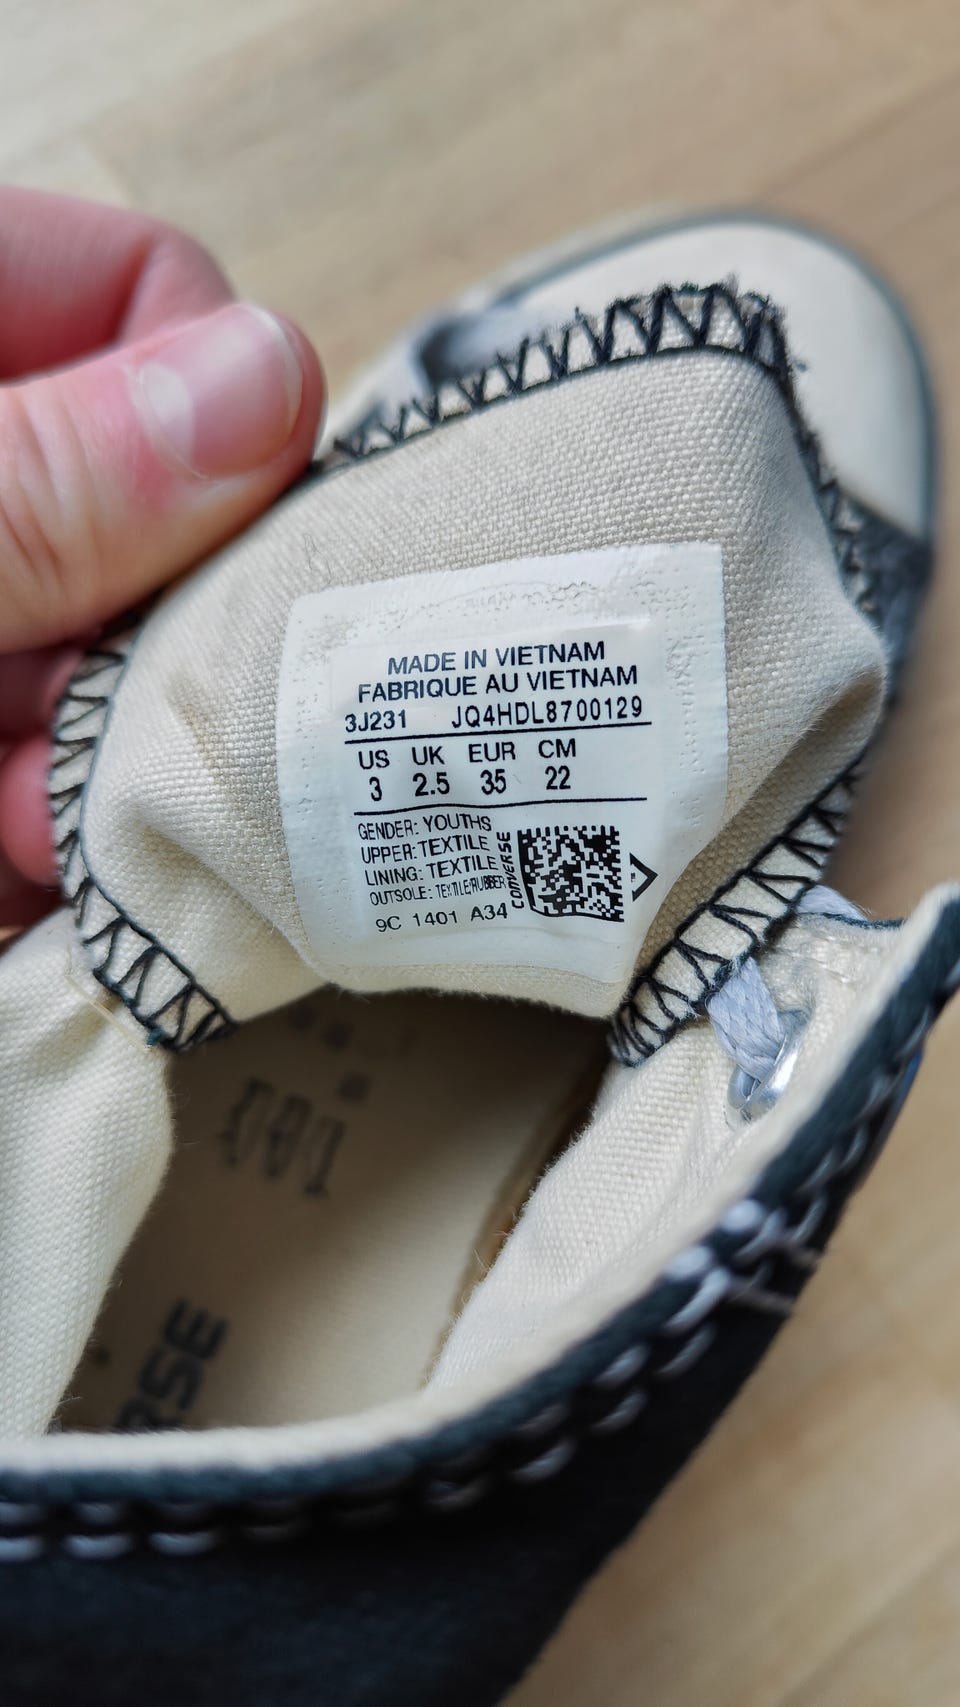 MADE IN VIETNAM
FABRIQUE AU VIETNAM
3J231 JQ4HDL8700129
US UK EUR CM
3 2.5 35 22
GENDER: YOUTHS
UPPER: TEXTILE
LINING: TEXTILE
OUTSOLE: TEXTILE/RUBBER
CONVERSE
9C 1401 A34
RSE